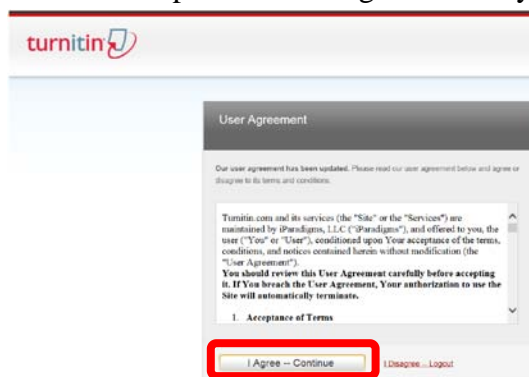 turnitin
User Agreement
Our user agreement has been updated. Please read our user agreement below and agree or
disagree to its terms and conditions.
Turnitin.com and its services (the "Site" or the "Services") are
maintained by iParadigms, LLC ("iParadigms"), and offered to you, the
user ("You" or "User"), conditioned upon Your acceptance of the terms,
conditions, and notices contained herein without modification (the
"User Agreement").
You should review this User Agreement carefully before accepting
it. If You breach the User Agreement, Your authorization to use the
Site will automatically terminate.
1. Acceptance of Terms
I Agree -- Continue
I Disagree -- Logout